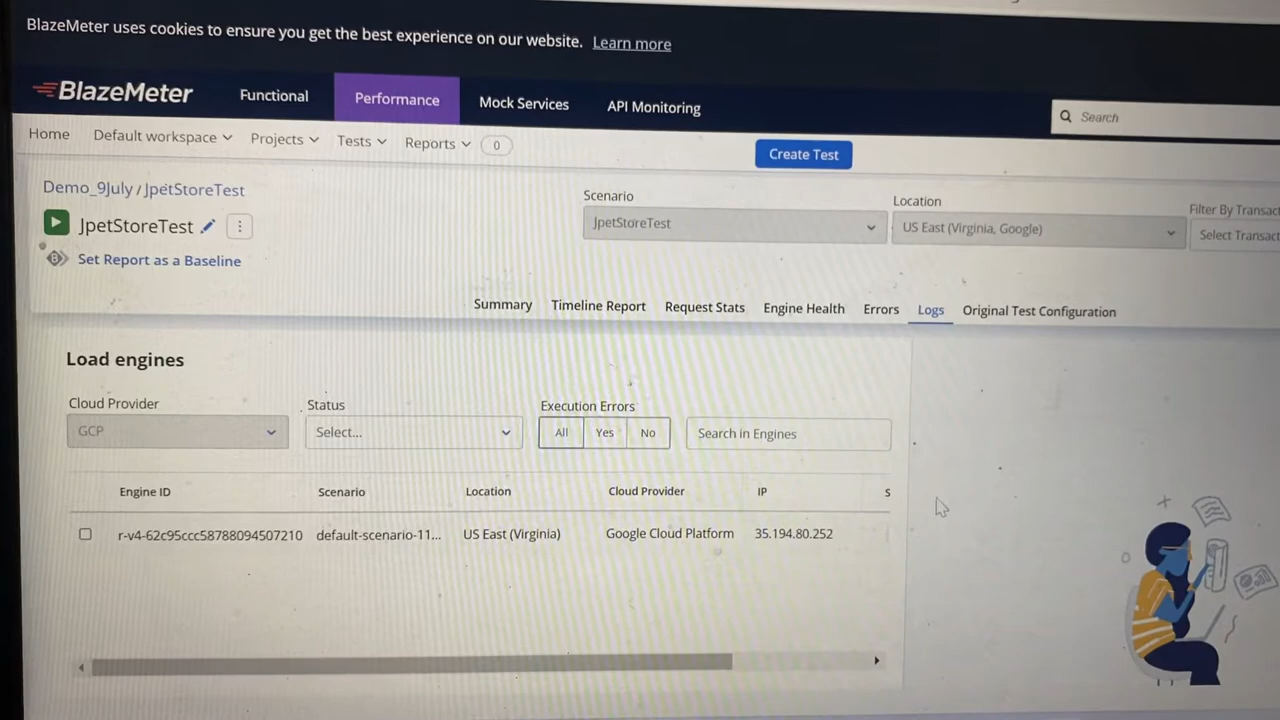 BlazeMeter uses cookies to ensure you get the best experience on our website. Learn more
BlazeMeter Functional Performance Mock Services API Monitoring Search
Home Default workspace Projects Tests Reports 0 Create Test
Demo_9July / JpetStoreTest
JpetStoreTest
Set Report as a Baseline
Scenario Location Filter By
JpetStoreTest US East (Virginia, Google) Select
Summary Timeline Report Request Stats Engine Health Errors Logs Original Test Configuration
Load engines
Cloud Provider Status Execution Errors
GCP Select... All Yes No Search in Engines
Engine ID Scenario Location Cloud Provider IP S
r-v4-62c95ccc58788094507210 default-scenario-11... US East (Virginia) Google Cloud Platform 35.194.80.252